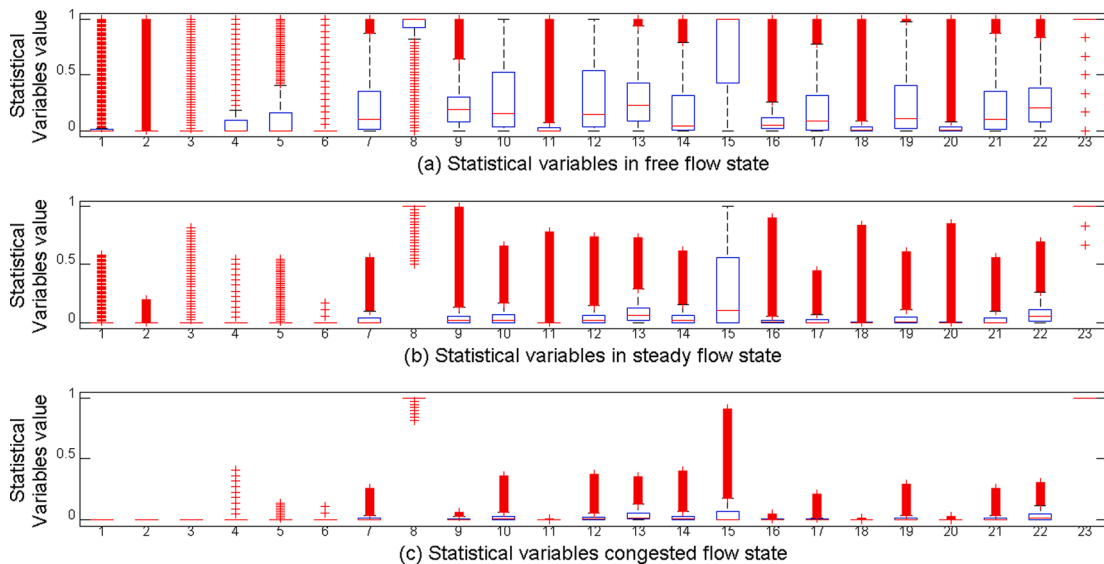 Statistical
Variables value
1
0.5
0
1 2 3 4 5 6 7 8 9 10 11 12 13 14 15 16 17 18 19 20 21 22 23
(a) Statistical variables in free flow state
Statistical
Variables value
1
0.5
0
1 2 3 4 5 6 7 8 9 10 11 12 13 14 15 16 17 18 19 20 21 22 23
(b) Statistical variables in steady flow state
Statistical
Variables value
1
0.5
0
1 2 3 4 5 6 7 8 9 10 11 12 13 14 15 16 17 18 19 20 21 22 23
(c) Statistical variables congested flow state